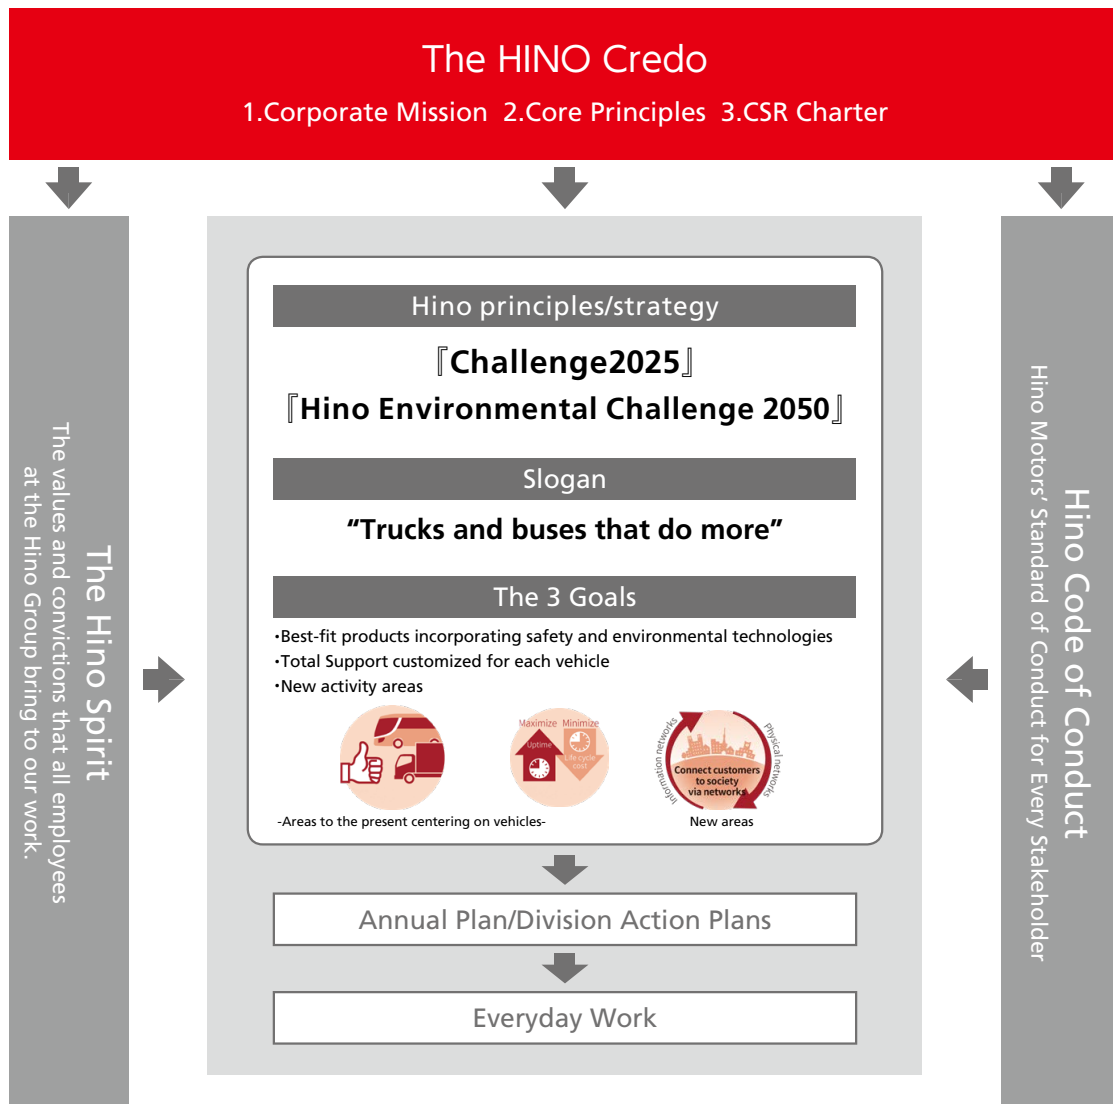 The HINO Credo
1.Corporate Mission 2.Core Principles 3.CSR Charter
The Hino Spirit
The values and convictions that all employees
at the Hino Group bring to our work.
Hino principles/strategy
『Challenge2025』
『Hino Environmental Challenge 2050』
Slogan
“Trucks and buses that do more”
The 3 Goals
・Best-fit products incorporating safety and environmental technologies
・Total Support customized for each vehicle
・New activity areas
Maximize Minimize
Uptime
Life cycle
cost
Information networks
Physical networks
Connect customers
to society
via networks
-Areas to the present centering on vehicles-
New areas
Annual Plan/Division Action Plans
Everyday Work
Hino Code of Conduct
Hino Motors’ Standard of Conduct for Every Stakeholder